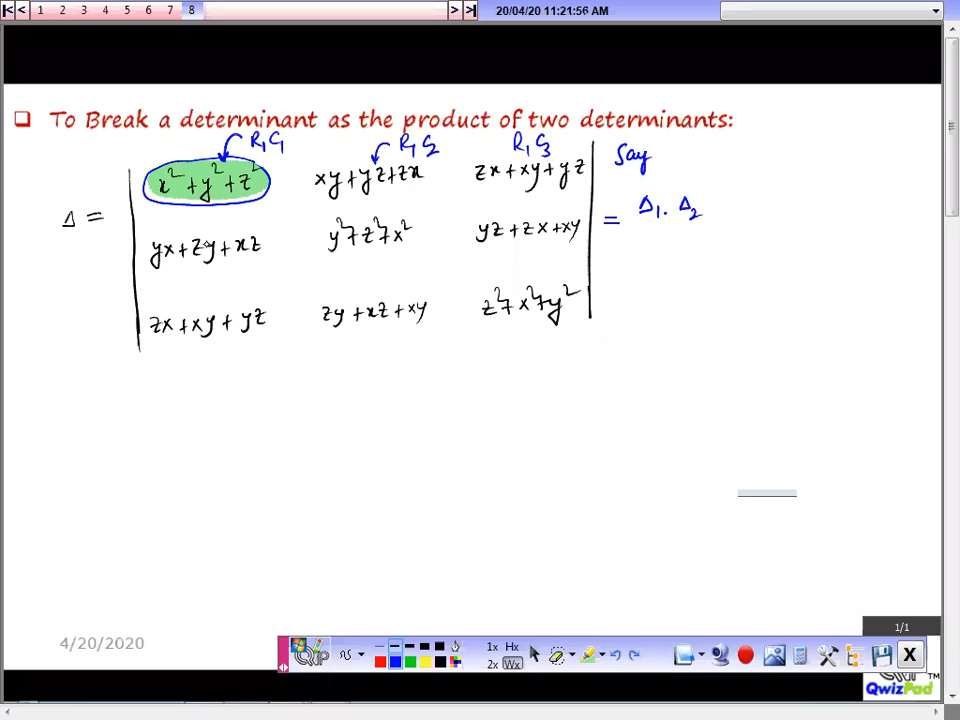 1 2 3 4 5 6 7 8 20/04/20 11:21:56 AM
To Break a determinant as the product of two determinants:
R₁C₁ R₁C₂ R₁C₃ Say
x²+y²+z² xy+yz+zx zx+xy+yz
Δ = = Δ₁. Δ₂
yx+zy+xz y²+z²+x² yz+zx+xy
zx+xy+yz zy+xz+xy z²+x²+y²
1/1
4/20/2020
QIP 1x Hx
2x Wx
QwizPad™